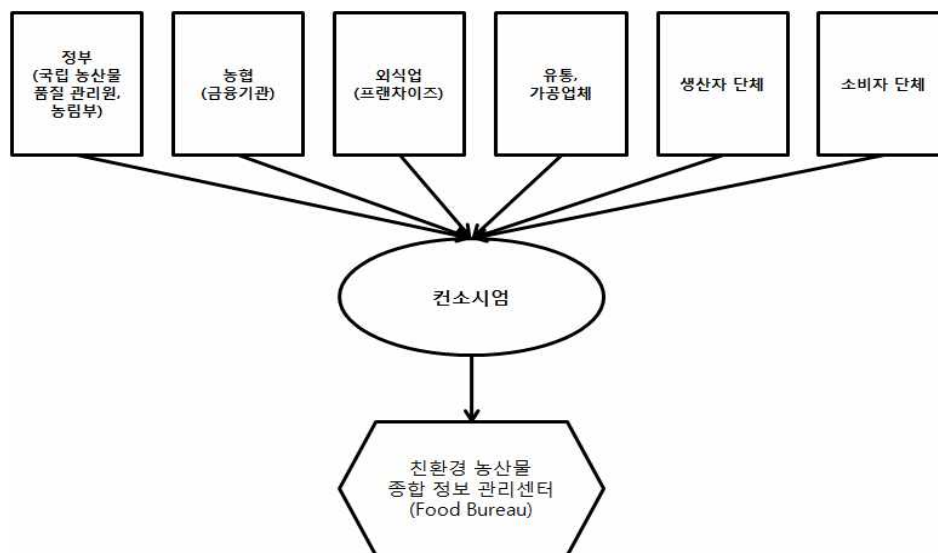 정부
(국립 농산물
품질 관리원,
농림부)
농협
(금융기관)
외식업
(프랜차이즈)
유통,
가공업체
생산자 단체
소비자 단체
컨소시엄
친환경 농산물
종합 정보 관리센터
(Food Bureau)